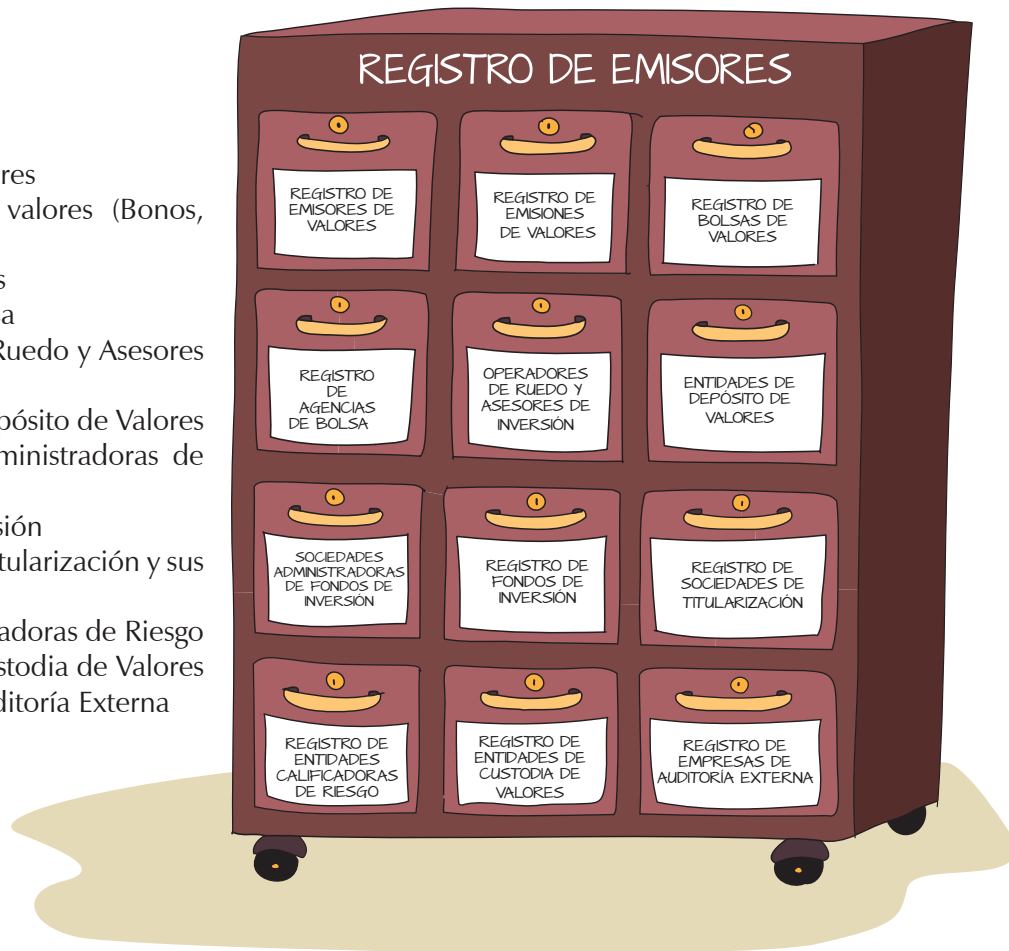 res
valores (Bonos,
s
sa
Ruedo y Asesores
pósito de Valores
ministradoras de
sión
itularización y sus
adoras de Riesgo
stodia de Valores
ditoría Externa
REGISTRO DE EMISORES
REGISTRO DE
EMISORES DE
VALORES
REGISTRO DE
EMISIONES
DE VALORES
REGISTRO DE
BOLSAS DE
VALORES
REGISTRO
DE
AGENCIAS
DE BOLSA
OPERADORES
DE RUEDO Y
ASESORES DE
INVERSIÓN
ENTIDADES DE
DEPÓSITO DE
VALORES
SOCIEDADES
ADMINISTRADORAS
DE FONDOS DE
INVERSIÓN
REGISTRO DE
FONDOS DE
INVERSIÓN
REGISTRO DE
SOCIEDADES DE
TITULARIZACIÓN
REGISTRO DE
ENTIDADES
CALIFICADORAS
DE RIESGO
REGISTRO DE
ENTIDADES DE
CUSTODIA DE
VALORES
REGISTRO DE
EMPRESAS DE
AUDITORÍA EXTERNA